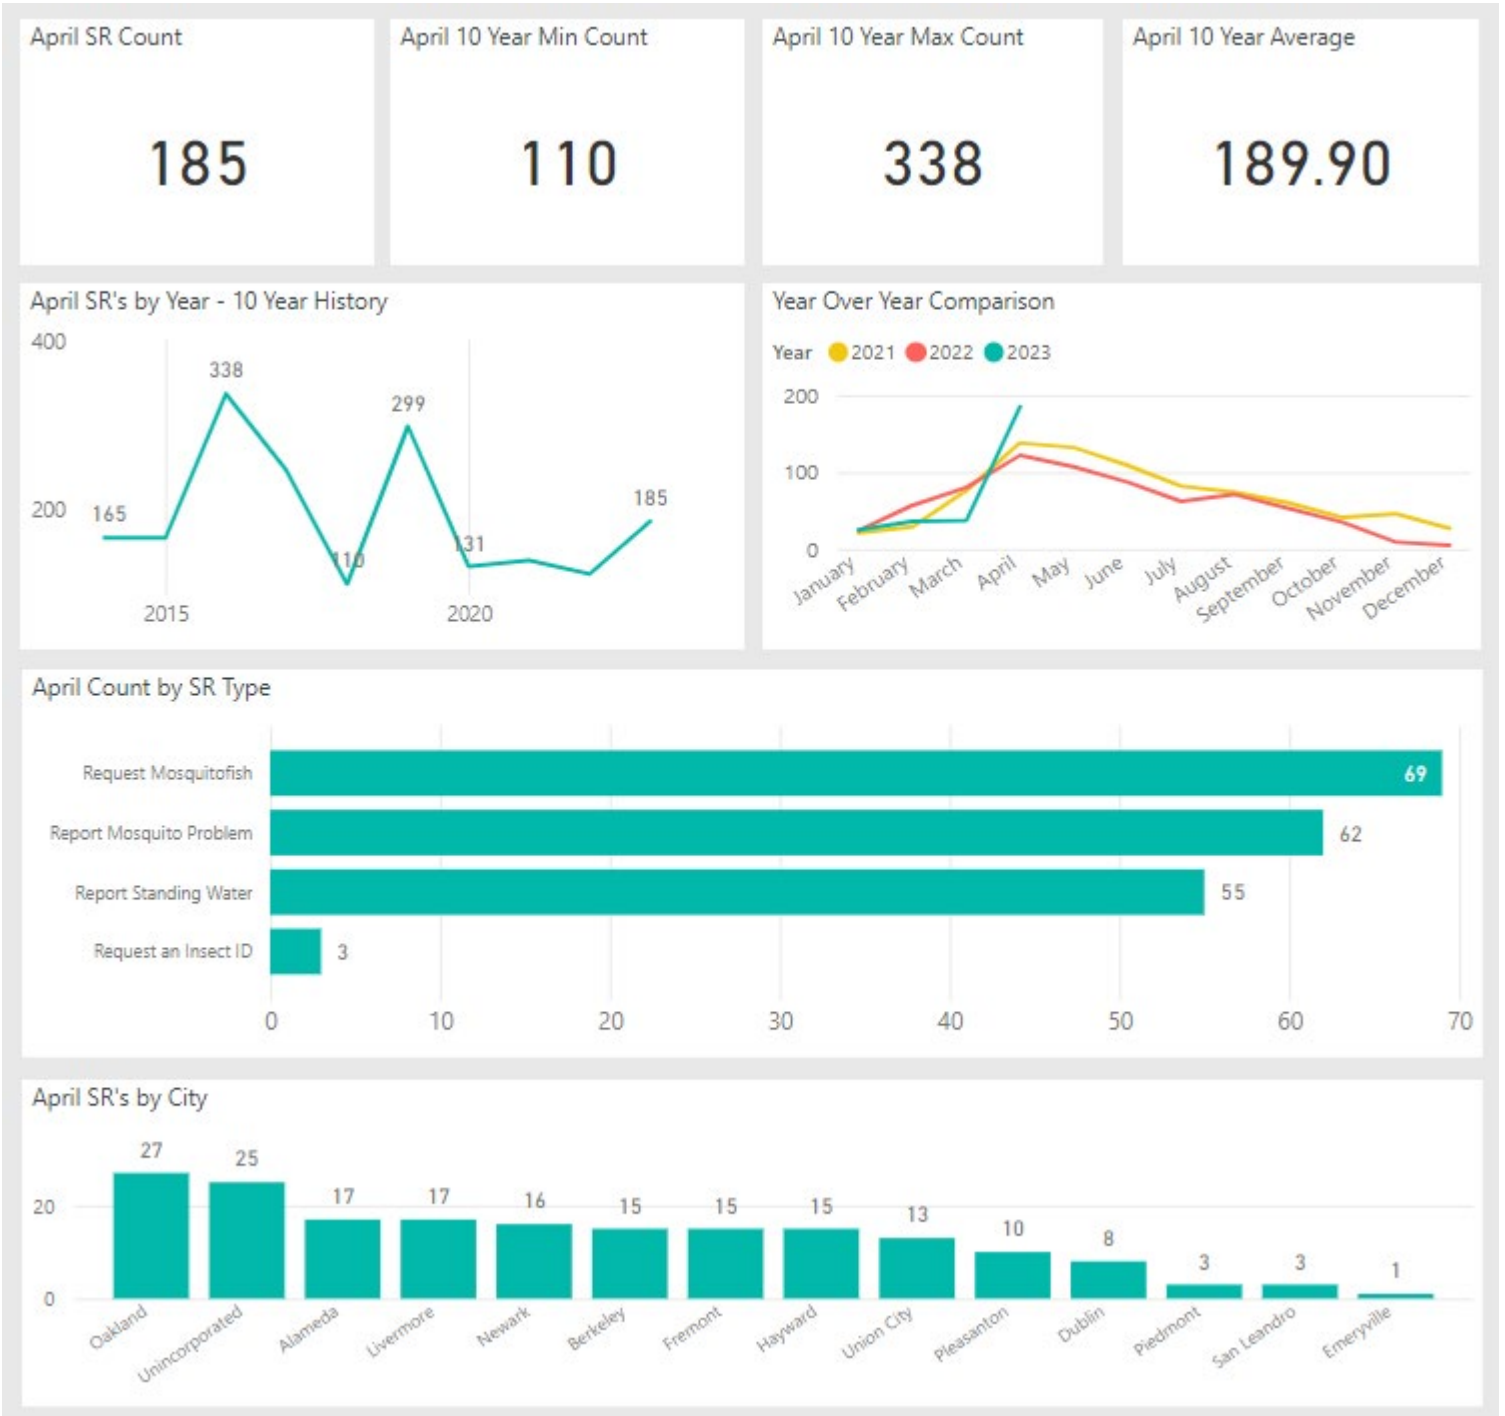 April SR Count
185
April 10 Year Min Count
110
April 10 Year Max Count
338
April 10 Year Average
189.90
April SR's by Year - 10 Year History
400
200
165
338
110
299
131
185
2015
2020
Year Over Year Comparison
Year 2021 2022 2023
200
100
0
January
February
March
April
May
June
July
August
September
October
November
December
April Count by SR Type
Request Mosquitofish
69
Report Mosquito Problem
62
Report Standing Water
55
Request an Insect ID
3
0 10 20 30 40 50 60 70
April SR's by City
20
0
27 25 17 17 16 15 15 15 13 10 8 3 3 1
Oakland
Unincorporated
Alameda
Livermore
Newark
Berkeley
Fremont
Hayward
Union City
Pleasanton
Dublin
Piedmont
San Leandro
Emeryville